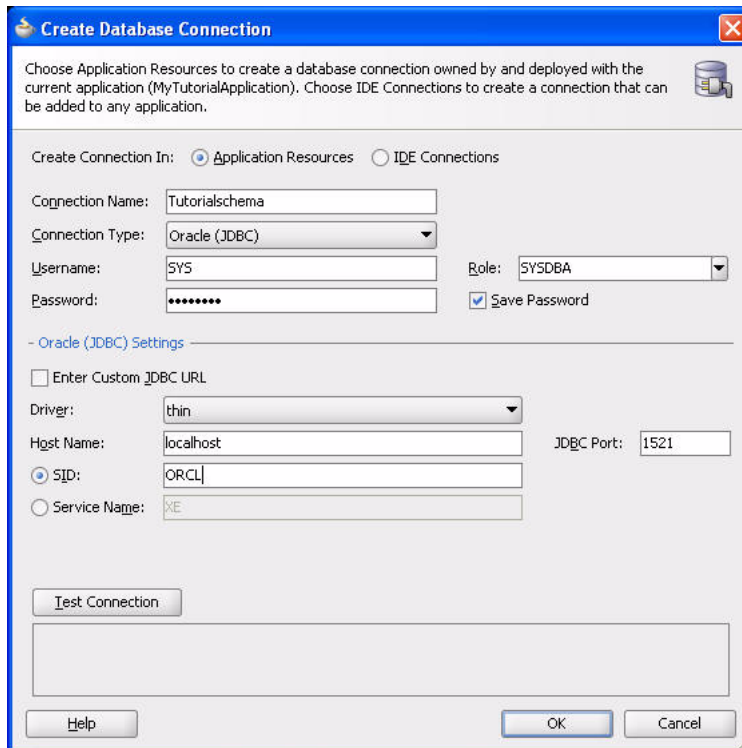 Create Database Connection
Choose Application Resources to create a database connection owned by and deployed with the
current application (MyTutorialApplication). Choose IDE Connections to create a connection that can
be added to any application.
Create Connection In: Application Resources IDE Connections
Connection Name: Tutorialschema
Connection Type: Oracle (JDBC)
Username: SYS Role: SYSDBA
Password: •••••••• Save Password
- Oracle (JDBC) Settings
Enter Custom JDBC URL
Driver: thin
Host Name: localhost JDBC Port: 1521
SID: ORCL
Service Name: XE
Test Connection
Help OK Cancel